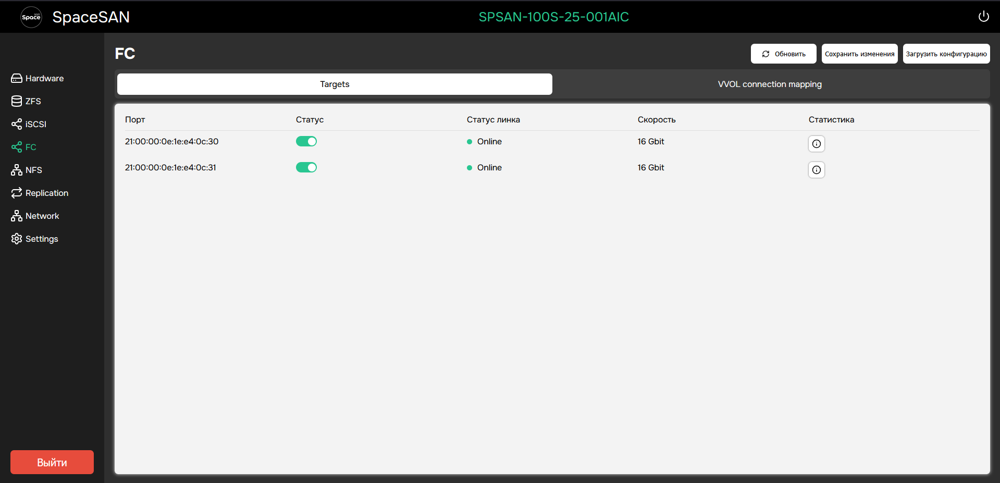 Space
SAN
SpaceSAN
SPSAN-100S-25-001AIC
Hardware
ZFS
iSCSI
FC
NFS
Replication
Network
Settings
Выйти
FC
Обновить
Сохранить изменения
Загрузить конфигурацию
Targets
VVOL connection mapping
Порт Статус Статус линка Скорость Статистика
21:00:00:0e:1e:e4:0c:30 Online 16 Gbit
21:00:00:0e:1e:e4:0c:31 Online 16 Gbit